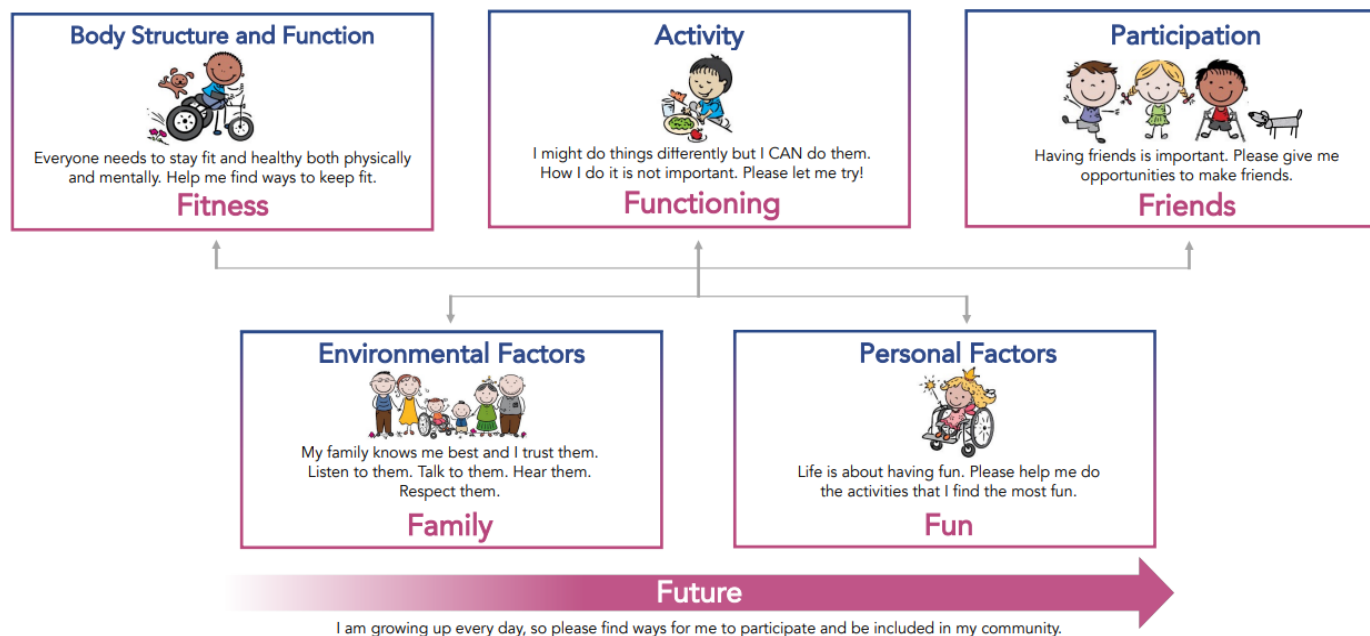 Body Structure and Function
Everyone needs to stay fit and healthy both physically
and mentally. Help me find ways to keep fit.
Fitness
Activity
I might do things differently but I CAN do them.
How I do it is not important. Please let me try!
Functioning
Participation
Having friends is important. Please give me
opportunities to make friends.
Friends
Environmental Factors
My family knows me best and I trust them.
Listen to them. Talk to them. Hear them.
Respect them.
Family
Personal Factors
Life is about having fun. Please help me do
the activities that I find the most fun.
Fun
Future
I am growing up every day, so please find ways for me to participate and be included in my community.